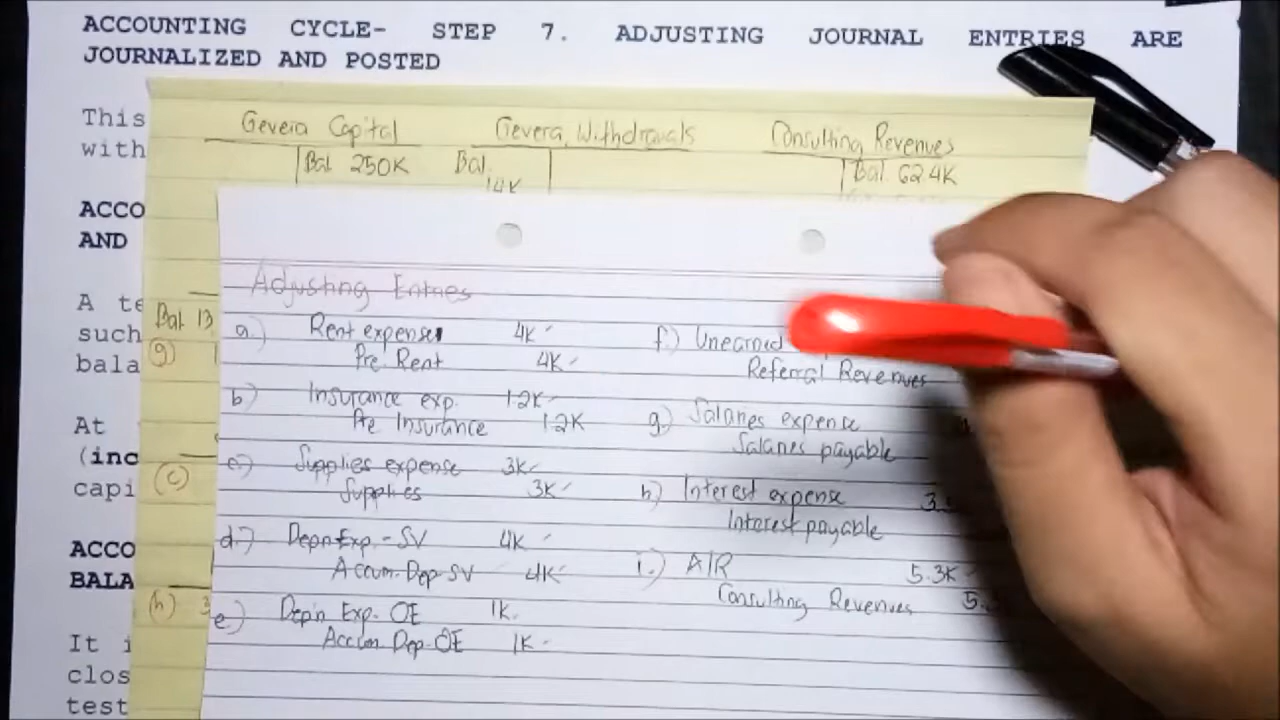 ACCOUNTING CYCLE- STEP 7. ADJUSTING JOURNAL ENTRIES ARE
JOURNALIZED AND POSTED
This
with
Gevera Capital
Gevera, Withdrawals
Consulting Revenues
Bal 250K
Bal.
14K
Bal. 62.4K
ACCO
AND
A te
such
bala
At
(inc
capi
ACCO
BALA
It i
clos
test
Bal 13
g)
(c)
(h) 3
Adjusting Entries
a.) Rent expense 4K
Pre Rent 4K
b) Insurance exp. 1.2K
Pre Insurance 1.2K
c) Supplies expense 3K
Supplies 3K
d.) Depn Exp.-SV 4K
Accum. Dep-SV 4K
e) Dep'n Exp. OE 1K.
Accum Dep-OE 1K
f.) Unearned
Referral Revenues
g.) Salaries expense
Salaries payable
h) Interest expense 3.
Interest payable
i.) A/R 5.3K
Consulting Revenues 5.